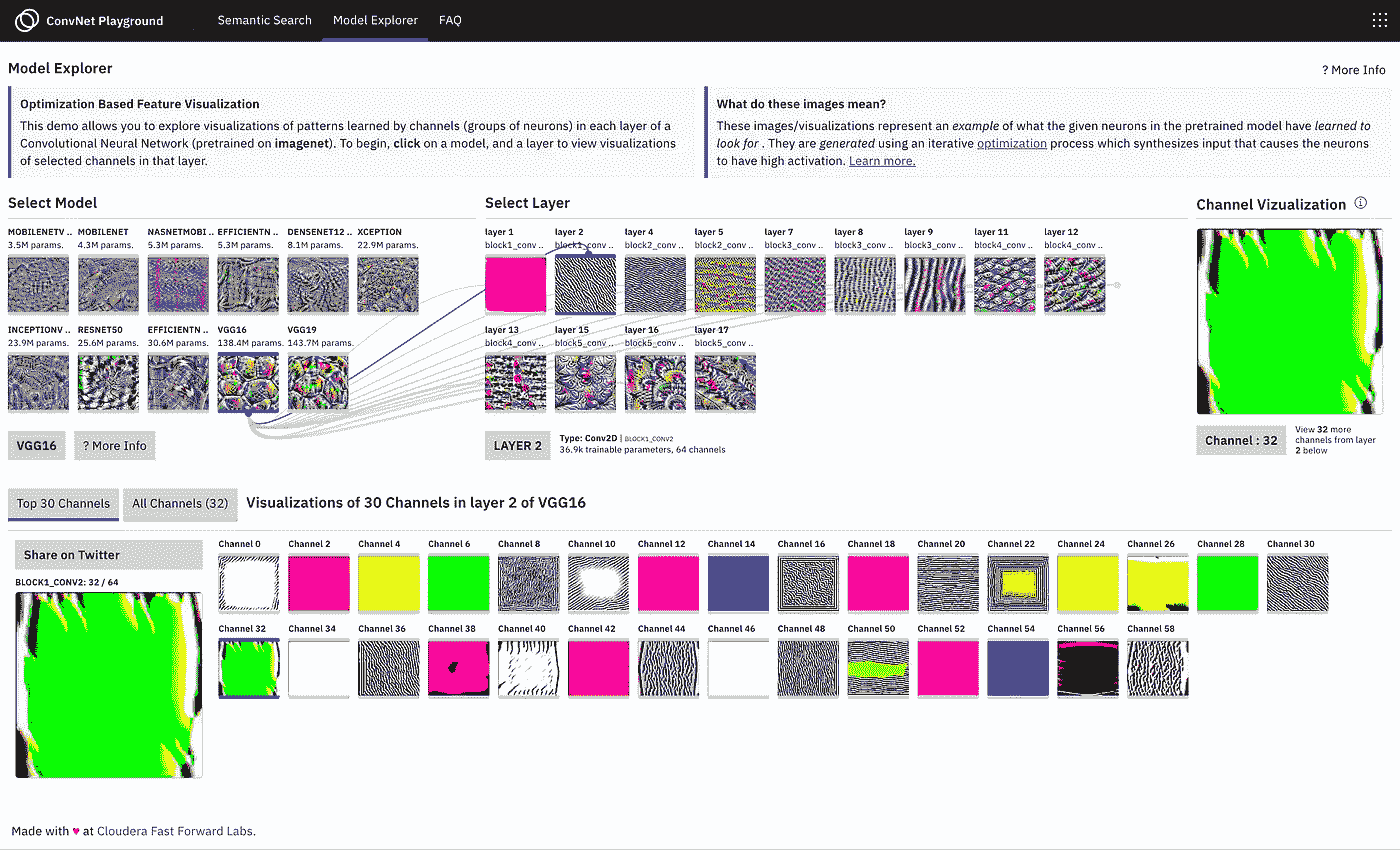 ConvNet Playground
Semantic Search
Model Explorer
FAQ
Model Explorer
? More Info
Optimization Based Feature Visualization
This demo allows you to explore visualizations of patterns learned by channels (groups of neurons) in each layer of a
Convolutional Neural Network (pretrained on imagenet). To begin, click on a model, and a layer to view visualizations
of selected channels in that layer.
What do these images mean?
These images/visualizations represent an example of what the given neurons in the pretrained model have learned to
look for . They are generated using an iterative optimization process which synthesizes input that causes the neurons
to have high activation. Learn more.
Select Model
MOBILENETV .. MOBILENET NASNETMOBI .. EFFICIENTN .. DENSENET12 .. XCEPTION
3.5M params. 4.3M params. 5.3M params. 5.3M params. 8.1M params. 22.9M params.
INCEPTIONV .. RESNET50 EFFICIENTN .. VGG16 VGG19
23.9M params. 25.6M params. 30.6M params. 138.4M params. 143.7M params.
VGG16
? More Info
Select Layer
layer 1 layer 2 layer 4 layer 5 layer 7 layer 8 layer 9 layer 11 layer 12
block1_conv .. block1_conv .. block2_conv .. block2_conv .. block3_conv .. block3_conv .. block3_conv .. block4_conv .. block4_conv ..
layer 13 layer 15 layer 16 layer 17
block4_conv .. block5_conv .. block5_conv .. block5_conv ..
LAYER 2
Type: Conv2D | BLOCK1_CONV2
36.9k trainable parameters, 64 channels
Channel Vizualization
Channel : 32
View 32 more
channels from layer
2 below
Top 30 Channels
All Channels (32)
Visualizations of 30 Channels in layer 2 of VGG16
Share on Twitter
BLOCK1_CONV2: 32 / 64
Channel 0 Channel 2 Channel 4 Channel 6 Channel 8 Channel 10 Channel 12 Channel 14 Channel 16 Channel 18 Channel 20 Channel 22 Channel 24 Channel 26 Channel 28 Channel 30
Channel 32 Channel 34 Channel 36 Channel 38 Channel 40 Channel 42 Channel 44 Channel 46 Channel 48 Channel 50 Channel 52 Channel 54 Channel 56 Channel 58
Made with ♥ at Cloudera Fast Forward Labs.